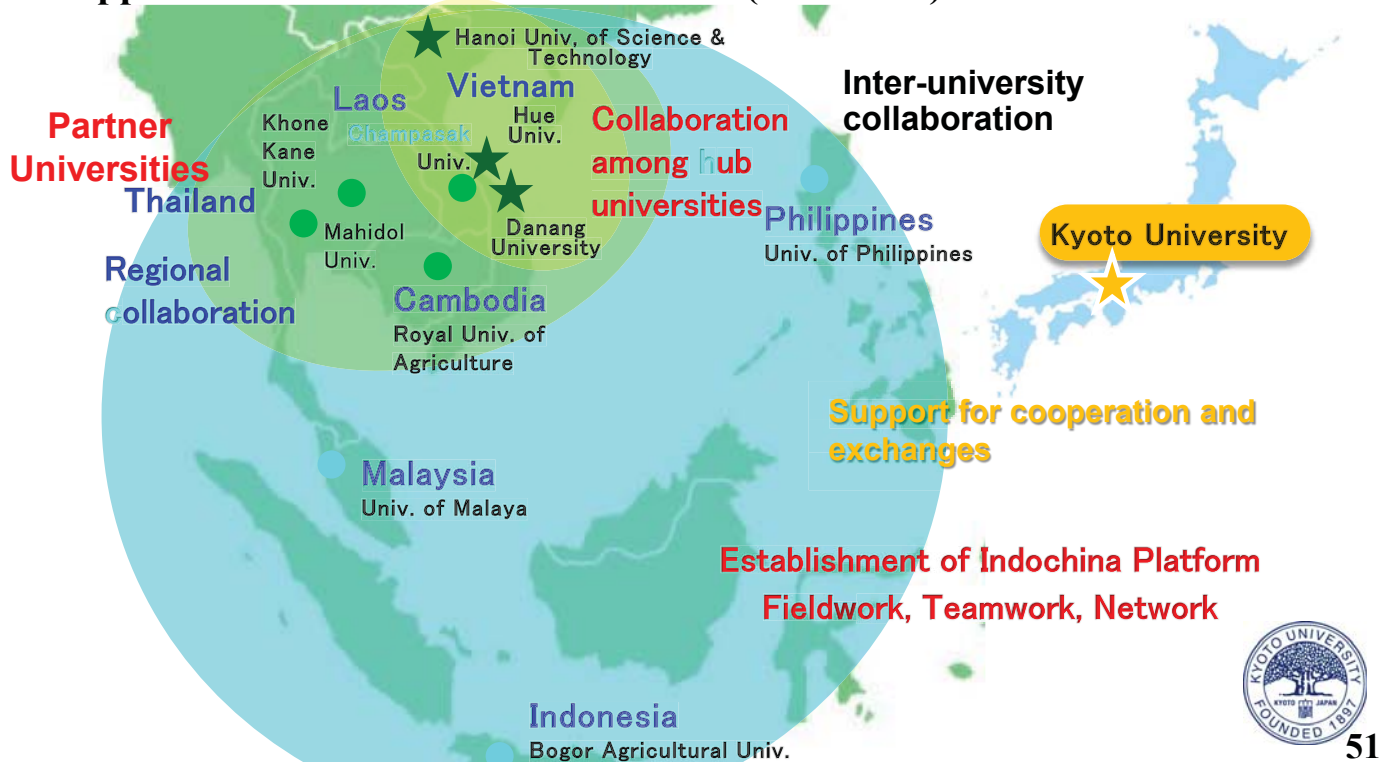 Hanoi Univ, of Science &
Technology
Vietnam
Laos
Hue
Univ.
Khone
Kane
Univ.
Champasak
Univ.
Partner
Universities
Thailand
Mahidol
Univ.
Danang
University
Collaboration
among hub
universities
Inter-university
collaboration
Philippines
Univ. of Philippines
Kyoto University
Regional
collaboration
Cambodia
Royal Univ. of
Agriculture
Support for cooperation and
exchanges
Malaysia
Univ. of Malaya
Establishment of Indochina Platform
Fieldwork, Teamwork, Network
Indonesia
Bogor Agricultural Univ.
KYOTO UNIVERSITY
KYOTO JAPAN
FOUNDED 1897
51